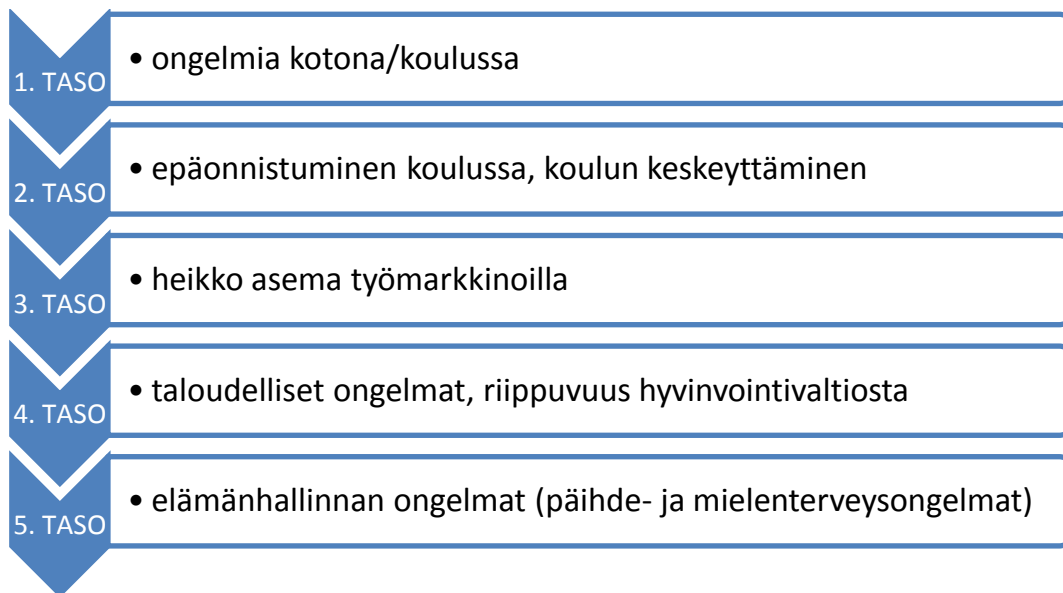 1. TASO
• ongelmia kotona/koulussa
2. TASO
• epäonnistuminen koulussa, koulun keskeyttäminen
3. TASO
• heikko asema työmarkkinoilla
4. TASO
• taloudelliset ongelmat, riippuvuus hyvinvointivaltiosta
5. TASO
• elämänhallinnan ongelmat (päihde- ja mielenterveysongelmat)